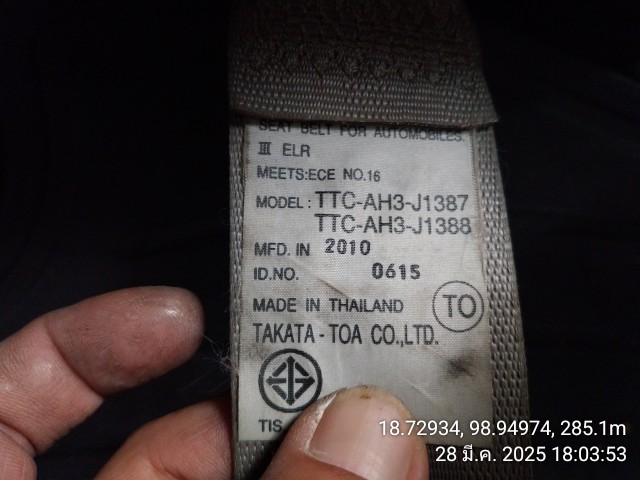 SEAT BELT FOR AUTOMOBILES.
Ⅲ ELR
MEETS:ECE NO.16
MODEL : TTC-AH3-J1387
TTC-AH3-J1388
MFD. IN 2010
ID.NO. 0615
MADE IN THAILAND TO
TAKATA - TOA CO.,LTD.
TIS
18.72934, 98.94974, 285.1m
28 มี.ค. 2025 18:03:53